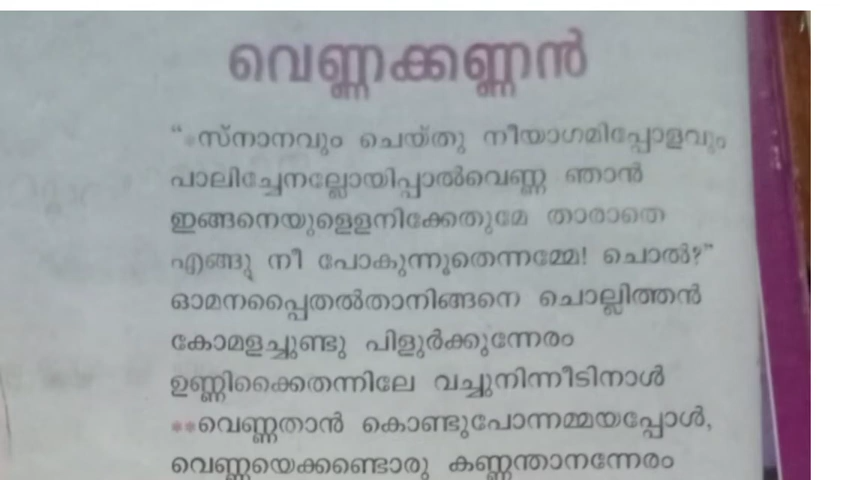 വെണ്ണക്കണ്ണൻ
“*സ്നാനവും ചെയ്തു നീയാഗമിപ്പോളവും
പാലിച്ചേനല്ലോയിപ്പാൽവെണ്ണ ഞാൻ
ഇങ്ങനെയുള്ളെനിക്കേതുമേ താരാതെ
എങ്ങു നീ പോകുന്നൂതെന്നമ്മേ! ചൊൽ?”
ഓമനപ്പൈതൽതാനിങ്ങനെ ചൊല്ലിത്തൻ
കോമളച്ചുണ്ടു പിളുർക്കുന്നേരം
ഉണ്ണിക്കൈതന്നിലേ വച്ചുനിന്നീടിനാൾ
**വെണ്ണതാൻ കൊണ്ടുപോന്നമ്മയപ്പോൾ,
വെണ്ണയെക്കണ്ടൊരു കണ്ണന്താനന്നേരം